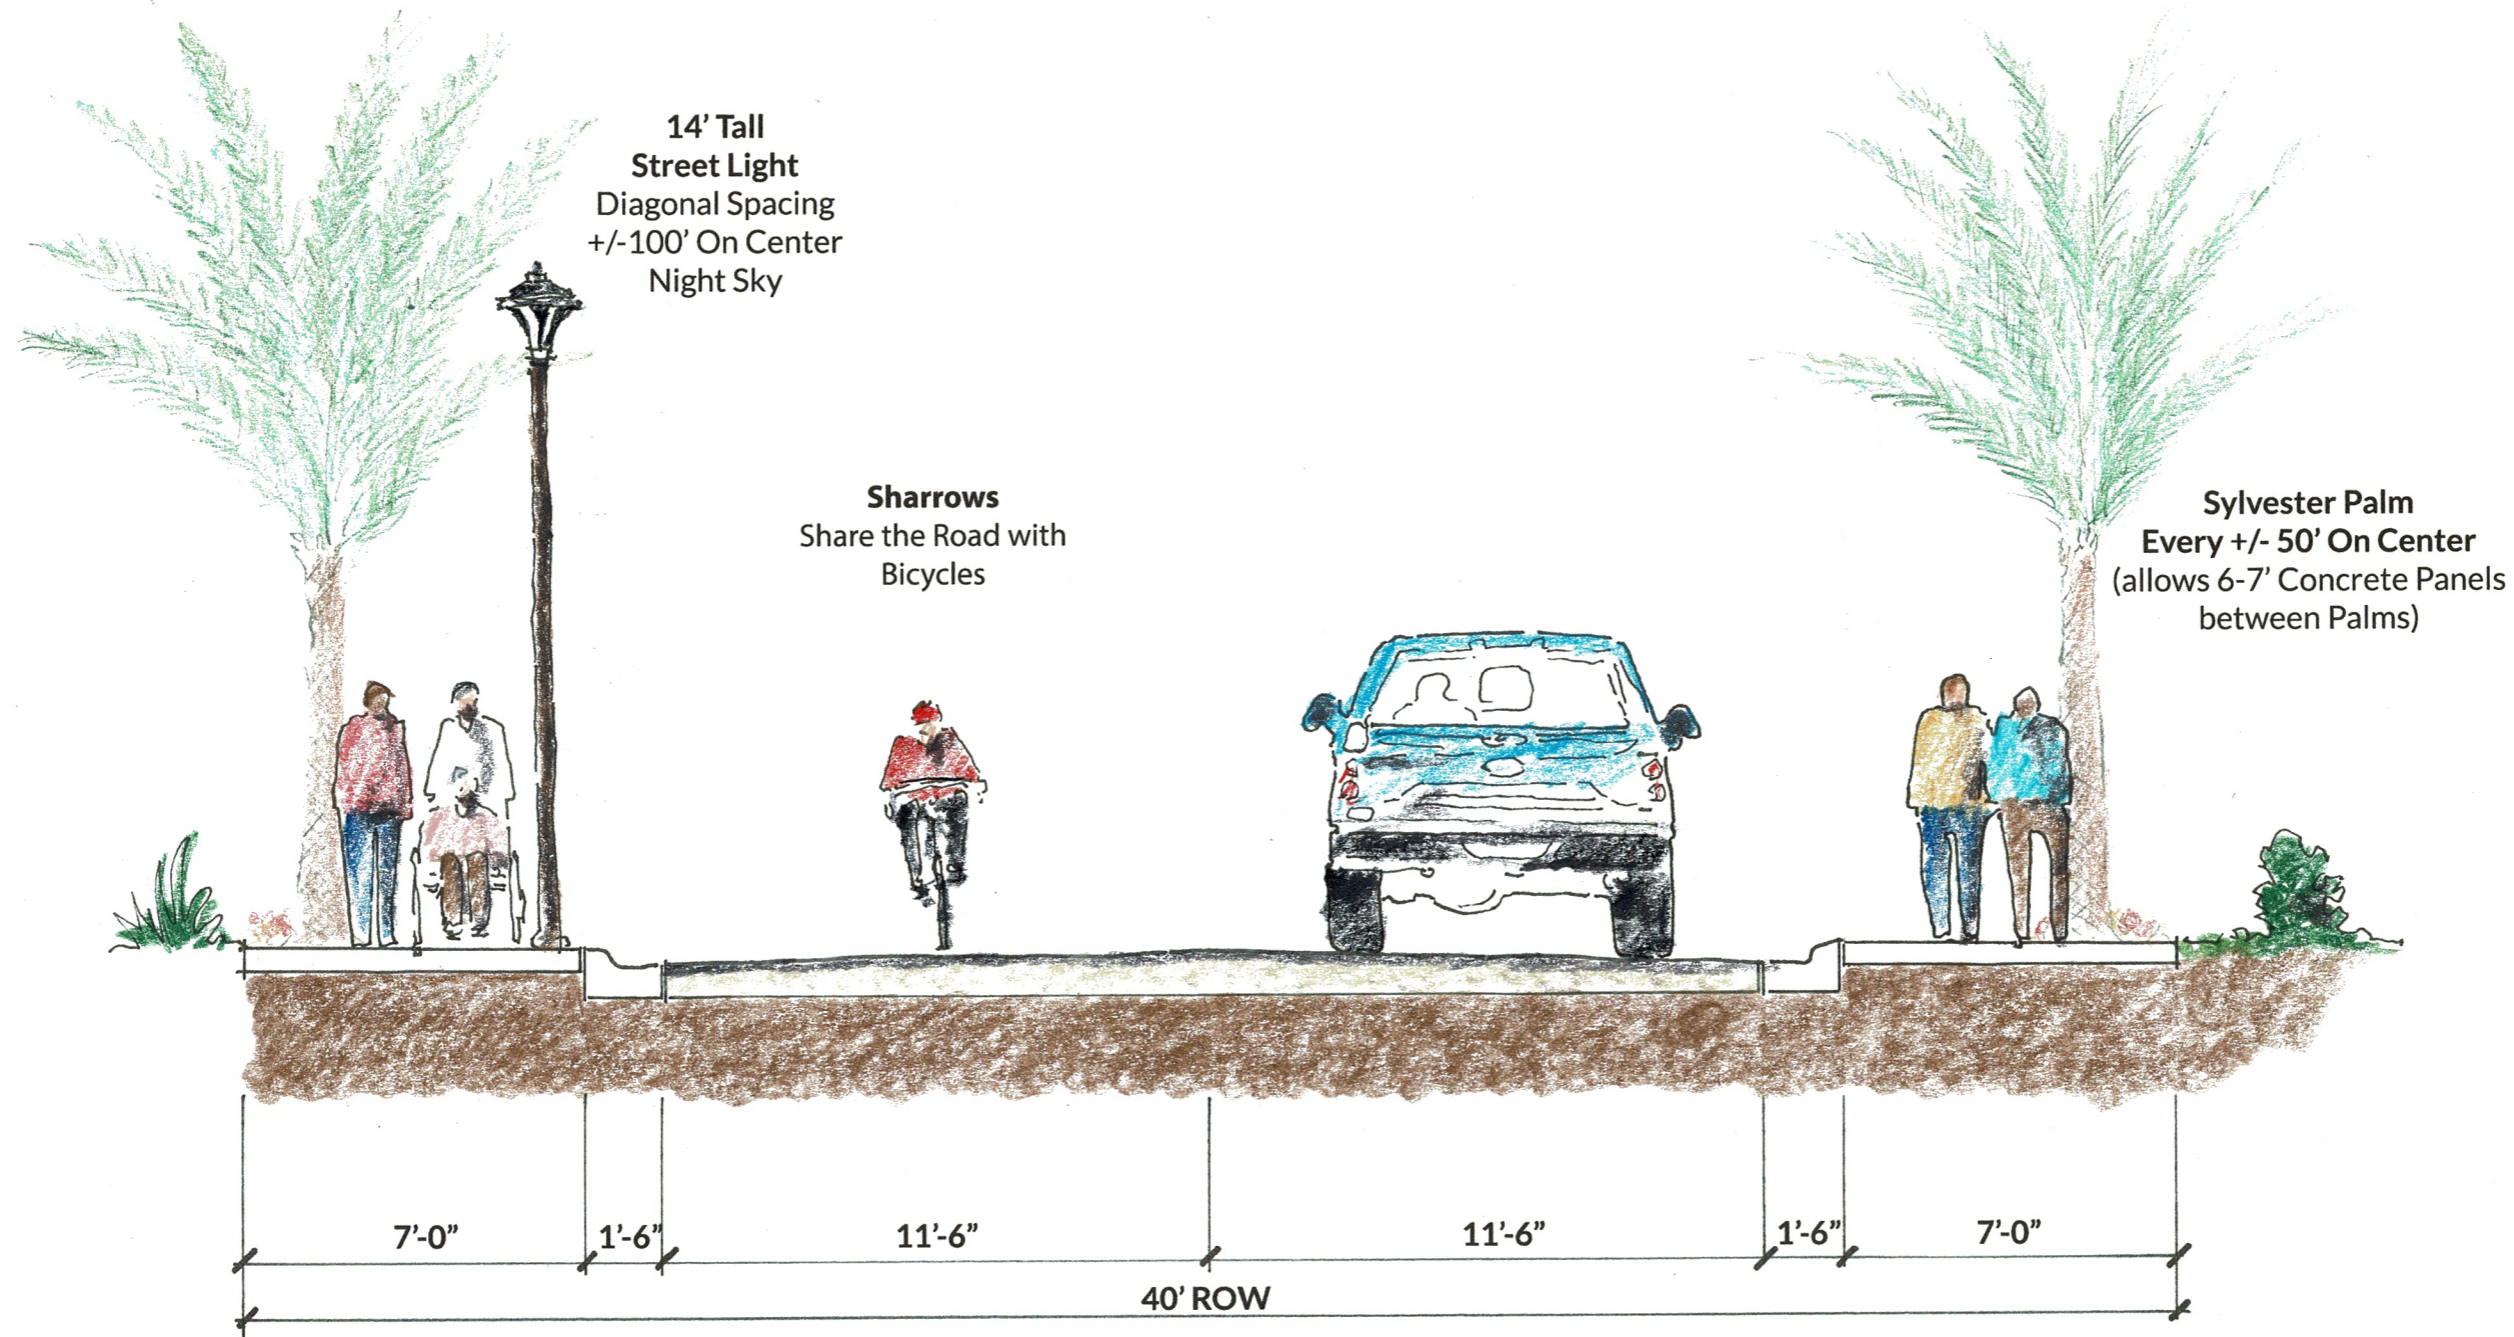 14’ Tall
Street Light
Diagonal Spacing
+/-100’ On Center
Night Sky
Sharrows
Share the Road with
Bicycles
Sylvester Palm
Every +/- 50’ On Center
(allows 6-7’ Concrete Panels
between Palms)
7’-0” 1’-6” 11’-6” 11’-6” 1’-6” 7’-0”
40’ ROW